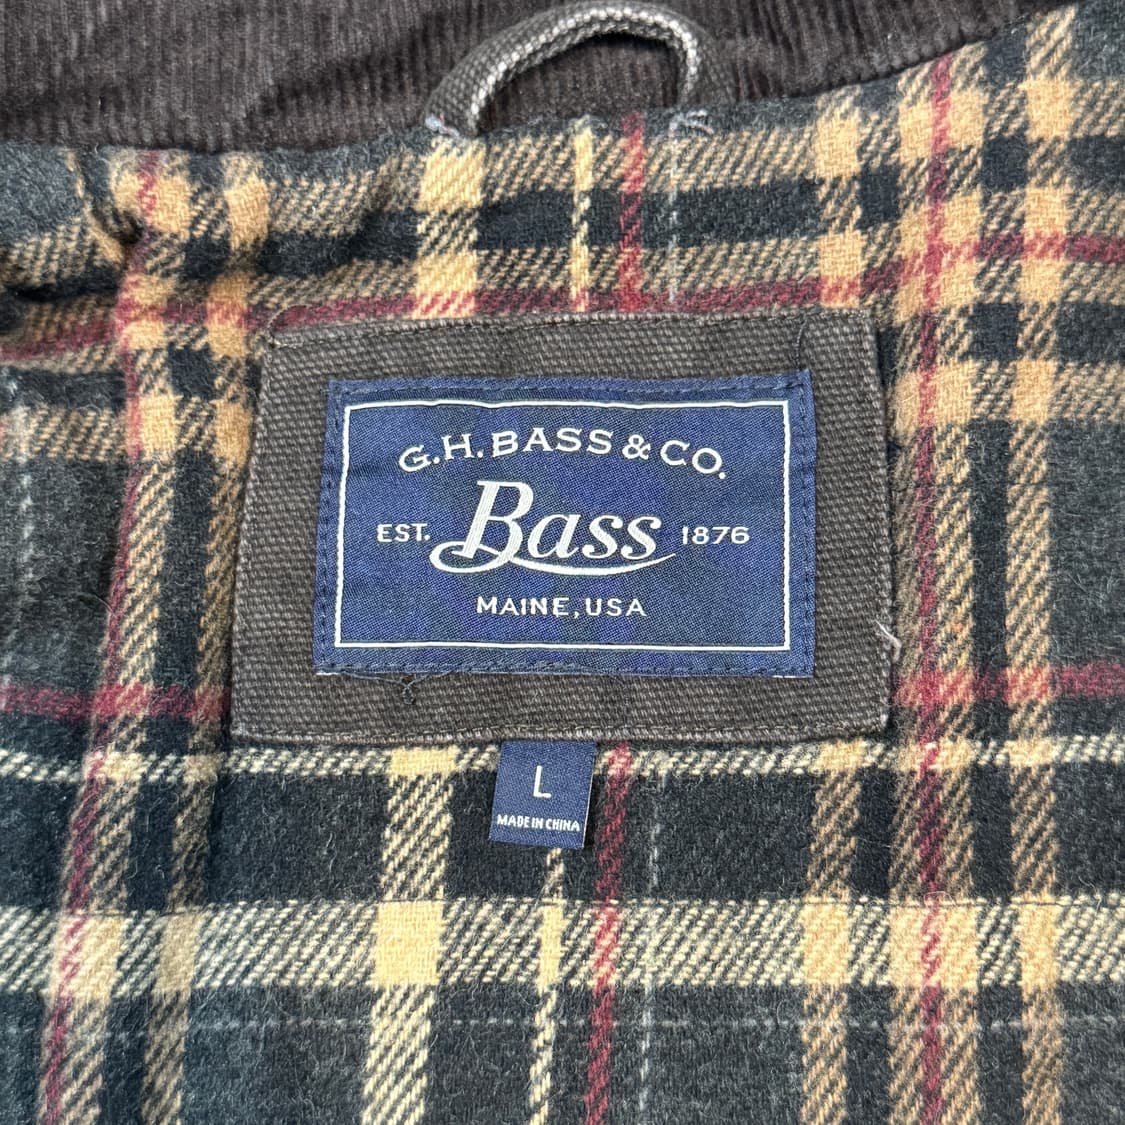 G.H. BASS & CO.
EST. Bass 1876
MAINE, USA
L
MADE IN CHINA